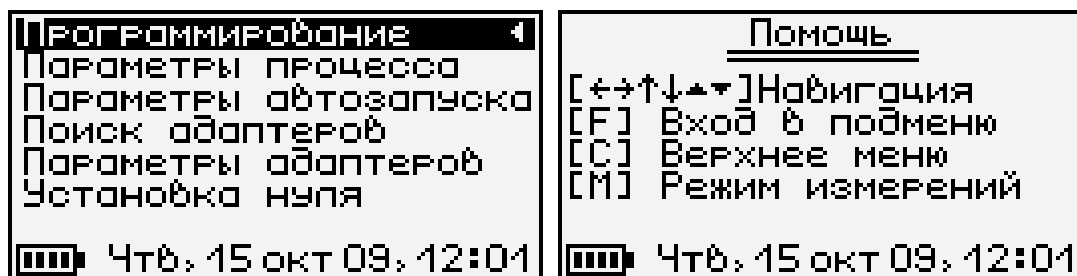 Программирование
Параметры процесса
Параметры автозапуска
Поиск адаптеров
Параметры адаптеров
Установка нуля
Чтв, 15 окт 09, 12:01
Помощь
[←→↑↓▲▼]Навигация
[F] Вход в подменю
[C] Верхнее меню
[M] Режим измерений
Чтв, 15 окт 09, 12:01